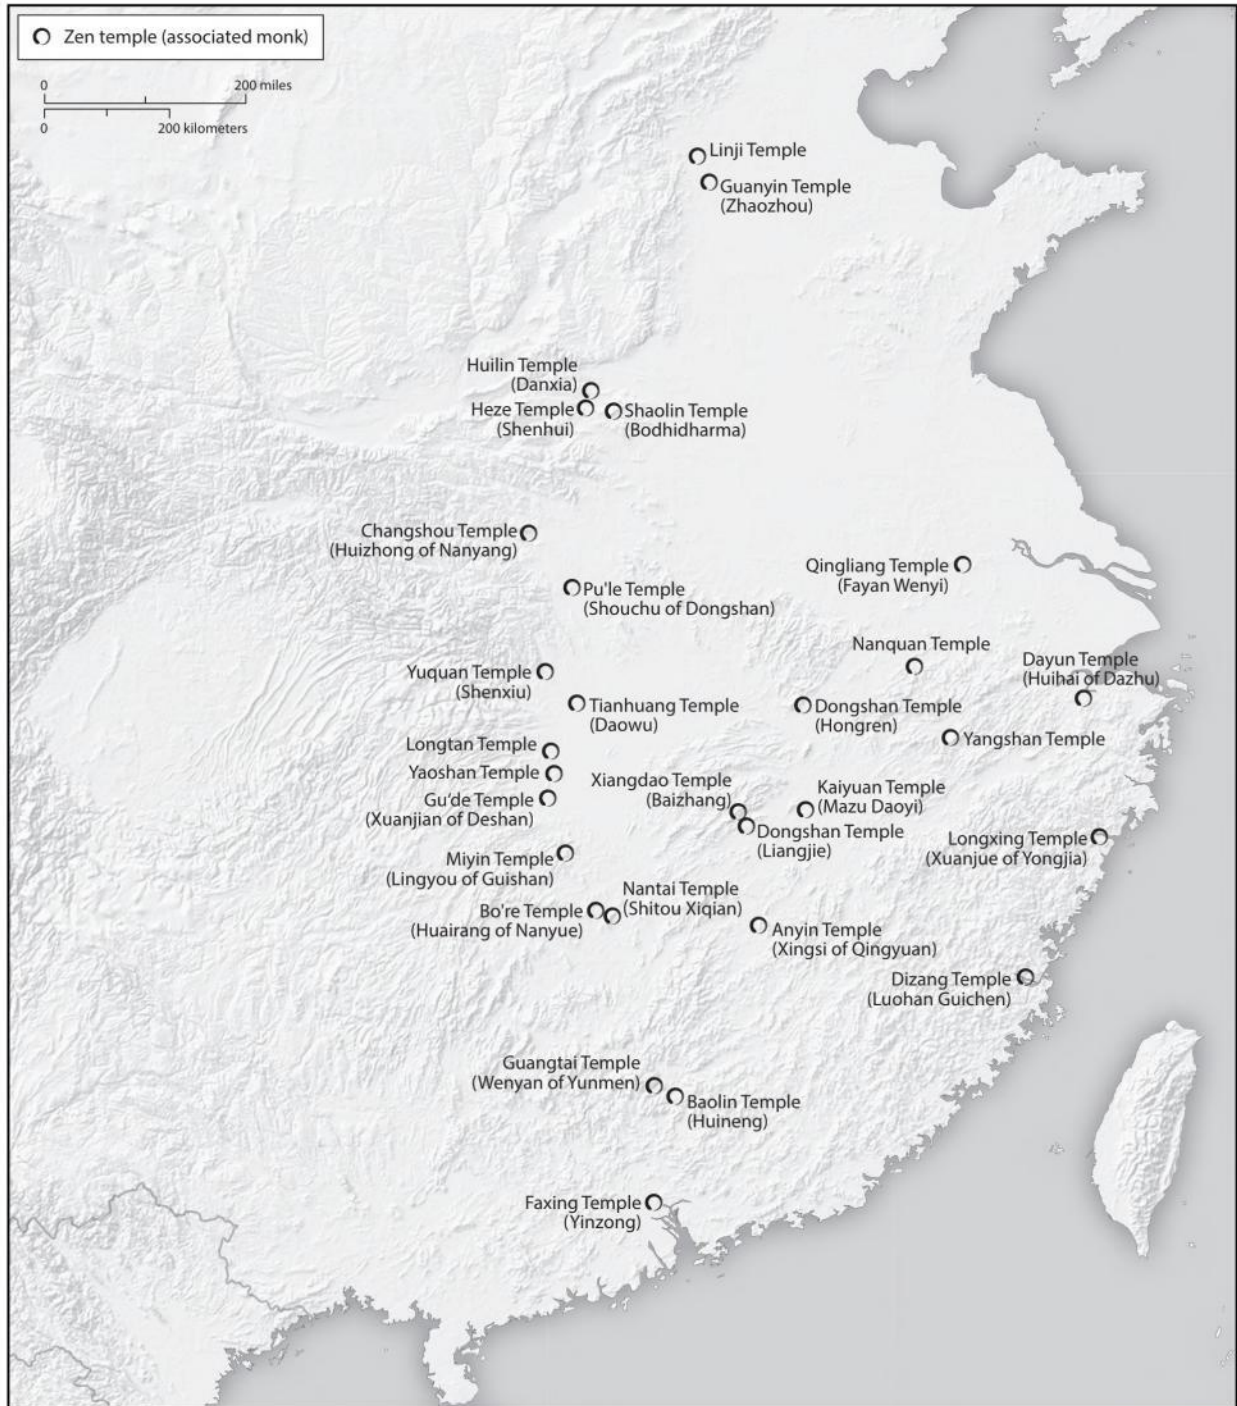 Zen temple (associated monk)
0 200 miles
0 200 kilometers
Linji Temple
Guanyin Temple
(Zhaozhou)
Huilin Temple
(Danxia)
Heze Temple
(Shenhui)
Shaolin Temple
(Bodhidharma)
Changshou Temple
(Huizhong of Nanyang)
Qingliang Temple
(Fayan Wenyi)
Pu'le Temple
(Shouchu of Dongshan)
Nanquan Temple
Dayun Temple
(Huihai of Dazhu)
Yuquan Temple
(Shenxiu)
Tianhuang Temple
(Daowu)
Dongshan Temple
(Hongren)
Yangshan Temple
Longtan Temple
Yaoshan Temple
Gu'de Temple
(Xuanjian of Deshan)
Xiangdao Temple
(Baizhang)
Kaiyuan Temple
(Mazu Daoyi)
Dongshan Temple
(Liangjie)
Longxing Temple
(Xuanjue of Yongjia)
Miyin Temple
(Lingyou of Guishan)
Nantai Temple
(Shitou Xiqian)
Bo're Temple
(Huairang of Nanyue)
Anyin Temple
(Xingsi of Qingyuan)
Dizang Temple
(Luohan Guichen)
Guangtai Temple
(Wenyan of Yunmen)
Baolin Temple
(Huineng)
Faxing Temple
(Yinzong)